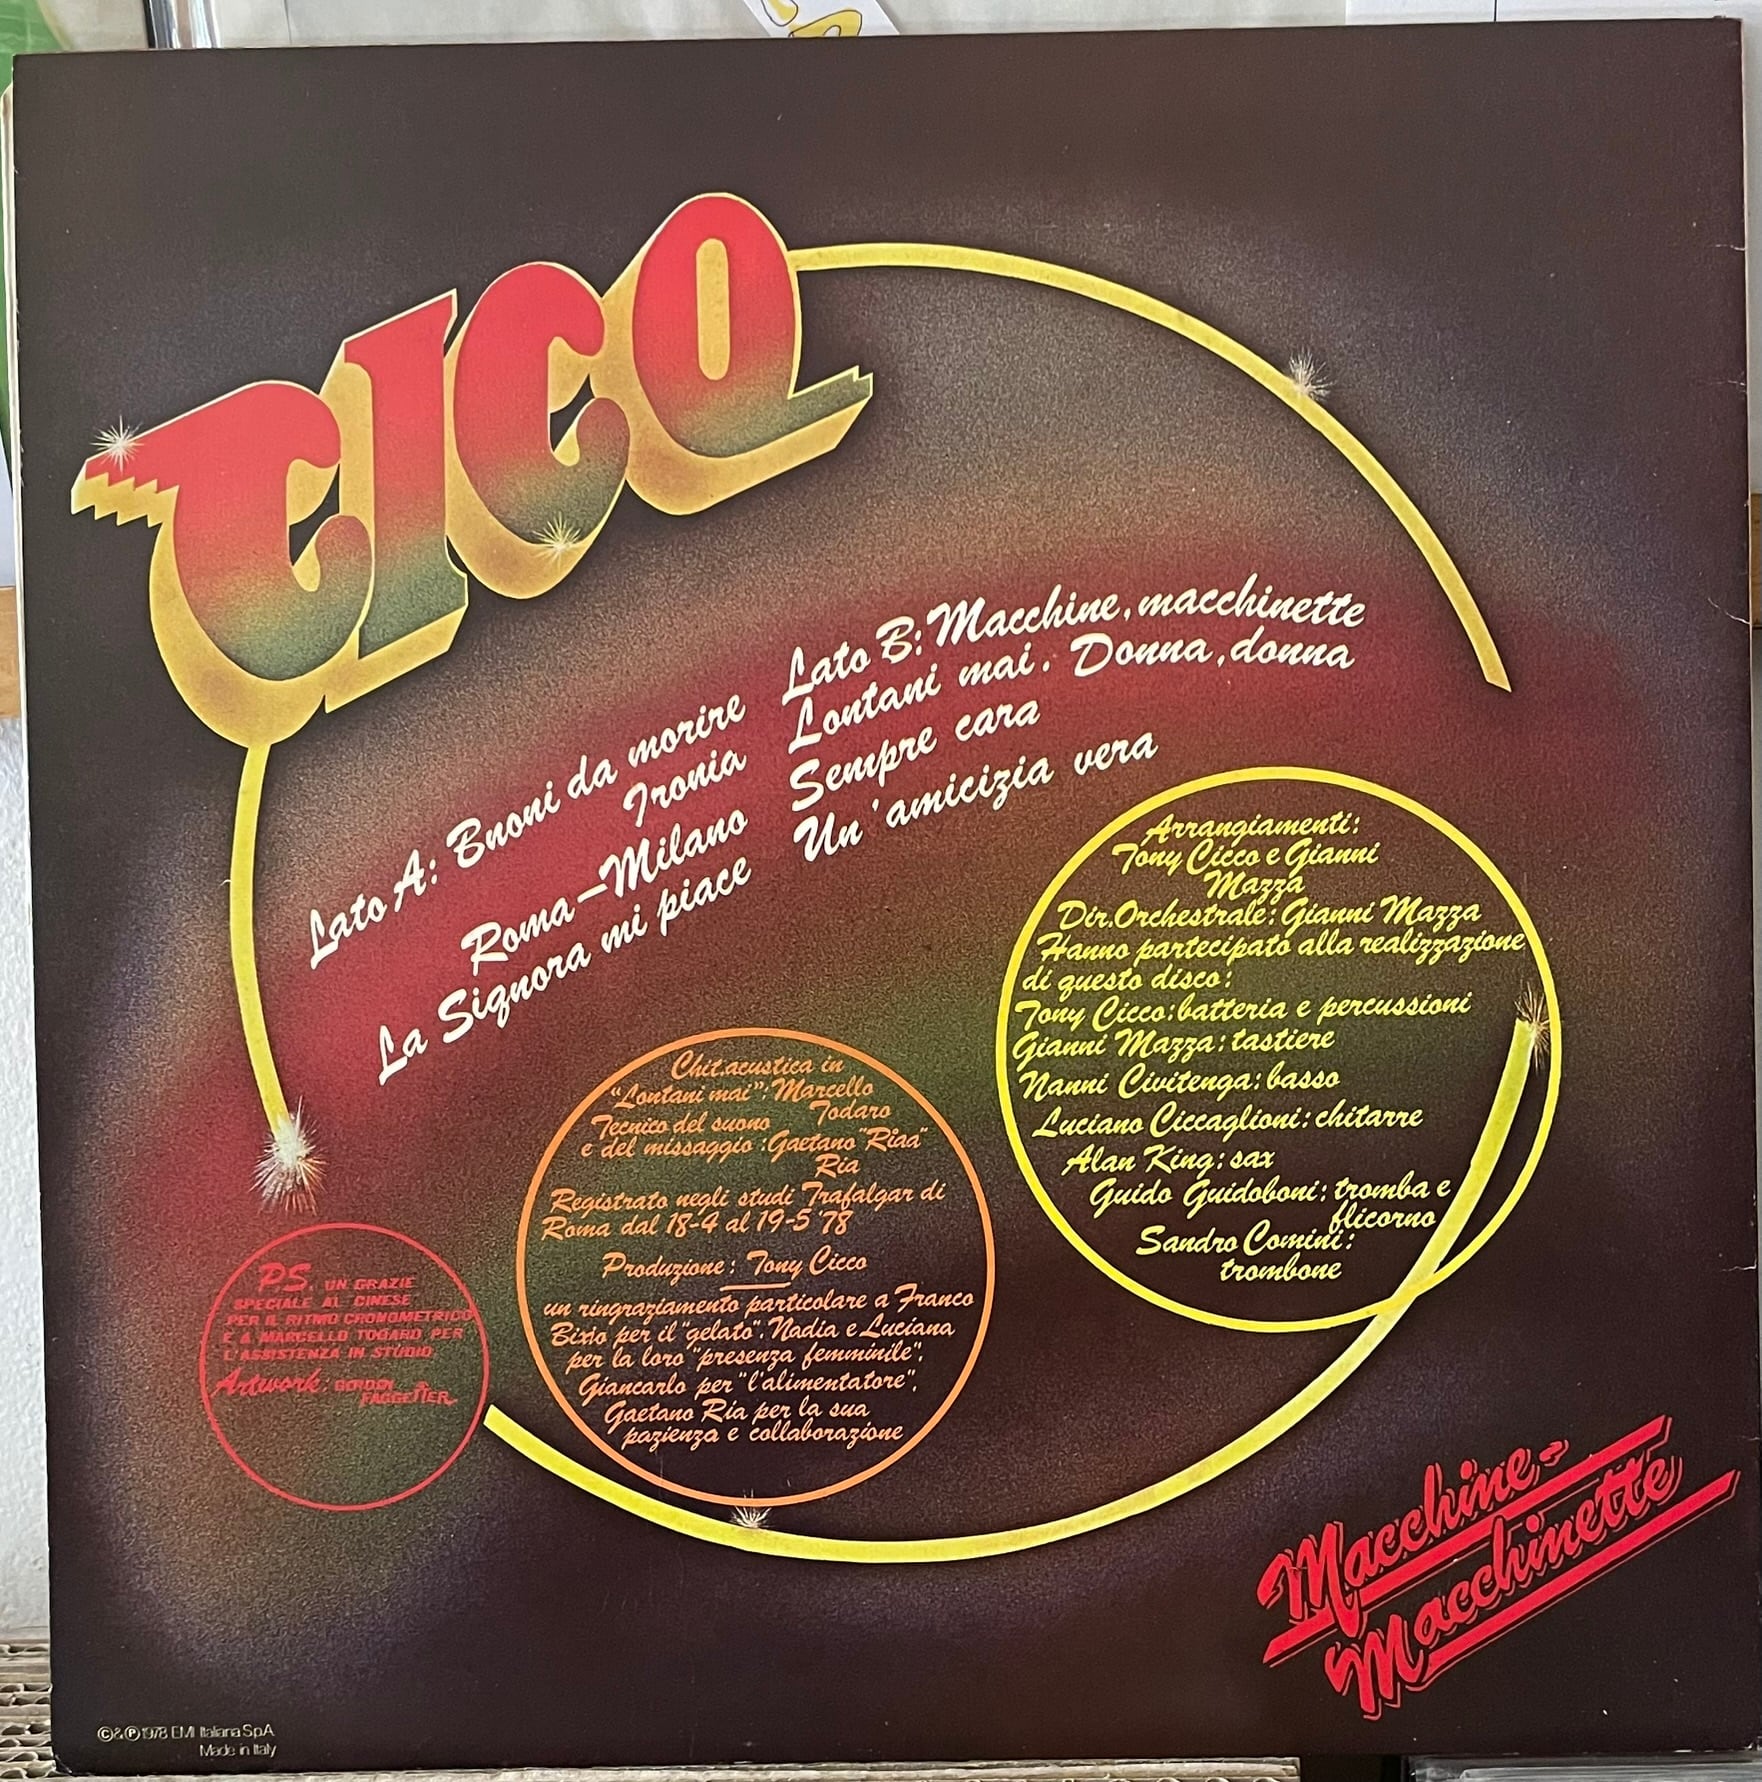 CICO
Lato A: Buoni da morire
Ironia
Roma-Milano
La Signora mi piace
Lato B: Macchine, macchinette
Lontani mai. Donna, donna
Sempre cara
Un'amicizia vera
Arrangiamenti:
Tony Cicco e Gianni
Mazza
Dir.Orchestrale: Gianni Mazza
Hanno partecipato alla realizzazione
di questo disco:
Tony Cicco: batteria e percussioni
Gianni Mazza: tastiere
Nanni Civitenga: basso
Luciano Ciccaglioni: chitarre
Alan King: sax
Guido Guidoboni: tromba e
flicorno
Sandro Comini:
trombone
Chit.acustica in
"Lontani mai": Marcello
Todaro
Tecnico del suono
e del missaggio: Gaetano "Riaa"
Ria
Registrato negli studi Trafalgar di
Roma dal 18-4 al 19-5 '78
Produzione: Tony Cicco
un ringraziamento particolare a Franco
Bixio per il "gelato". Nadia e Luciana
per la loro "presenza femminile".
Giancarlo per "l'alimentatore".
Gaetano Ria per la sua
pazienza e collaborazione
P.S. UN GRAZIE
SPECIALE AL CINESE
PER IL RITMO CRONOMETRICO
E A MARCELLO TODARO PER
L'ASSISTENZA IN STUDIO
Artwork: GORDON
FAGGETTER
Macchine-
Macchinette
©&℗1978 EMI Italiana SpA
Made in Italy